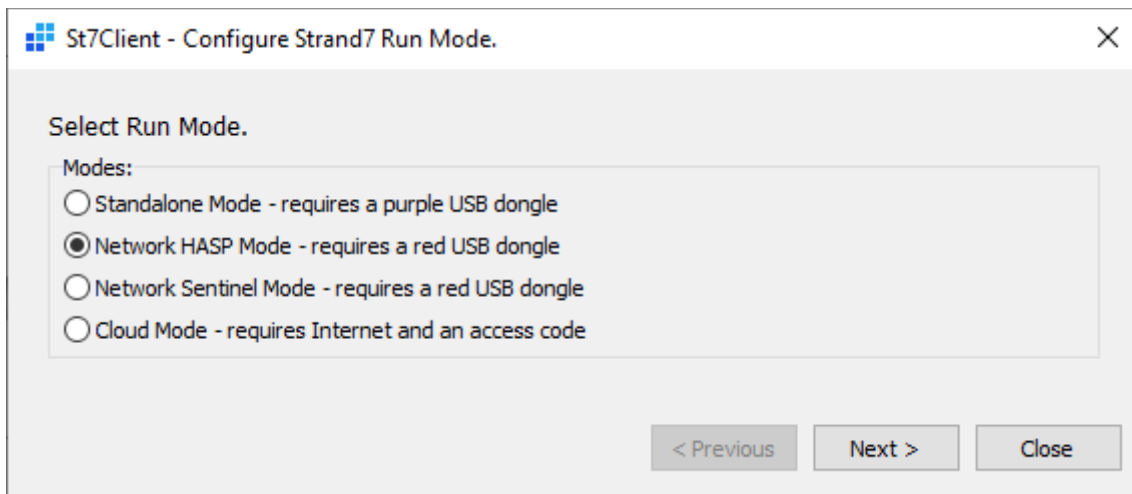 St7Client - Configure Strand7 Run Mode.
Select Run Mode.
Modes:
Standalone Mode - requires a purple USB dongle
Network HASP Mode - requires a red USB dongle
Network Sentinel Mode - requires a red USB dongle
Cloud Mode - requires Internet and an access code
< Previous
Next >
Close